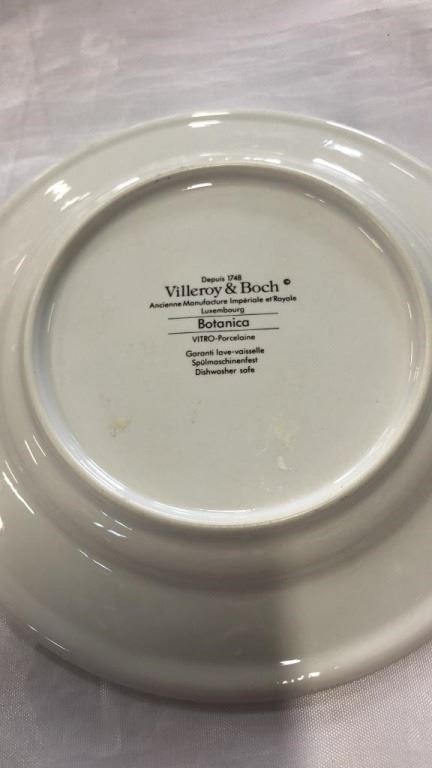 Depuis 1748
Villeroy & Boch ©
Ancienne Manufacture Impériale et Royale
Luxembourg
Botanica
VITRO-Porcelaine
Garanti lave-vaisselle
Spülmaschinenfest
Dishwasher safe